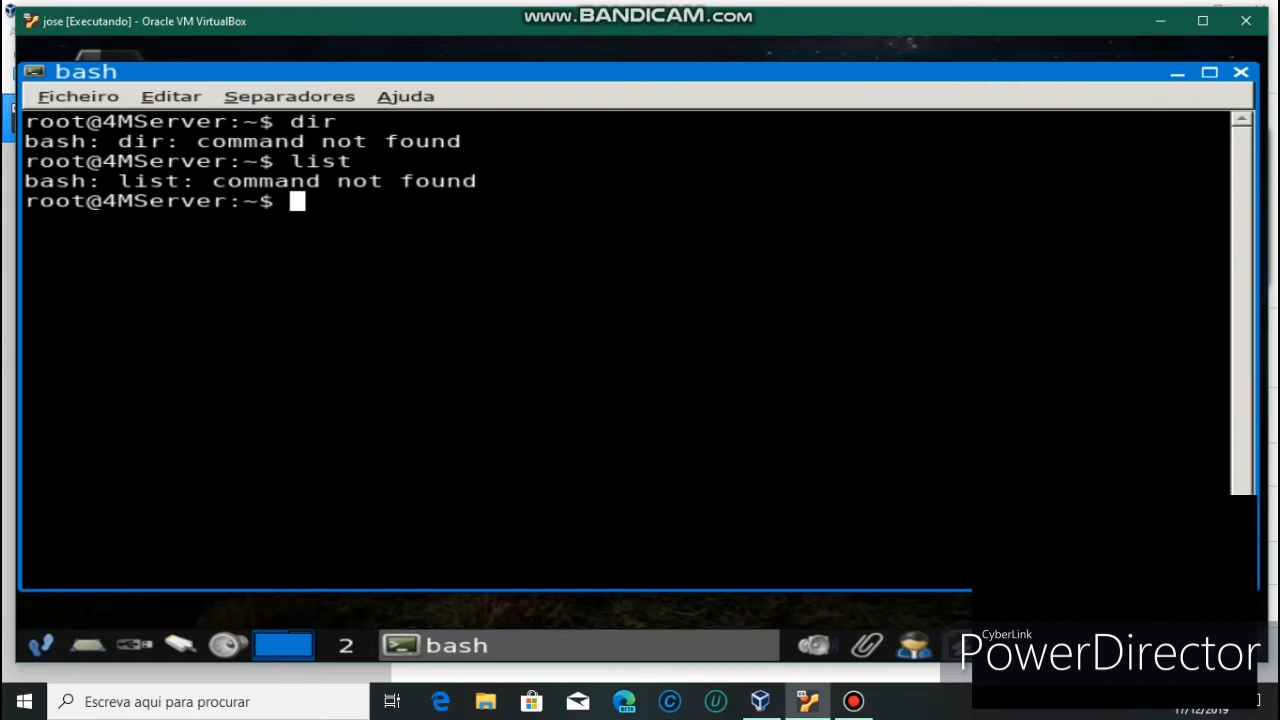 www.BANDICAM.com
jose [Executando] - Oracle VM VirtualBox
bash
Ficheiro Editar Separadores Ajuda
root@4MServer:~$ dir
bash: dir: command not found
root@4MServer:~$ list
bash: list: command not found
root@4MServer:~$
2
bash
CyberLink
PowerDirector
Escreva aqui para procurar
17/12/2019